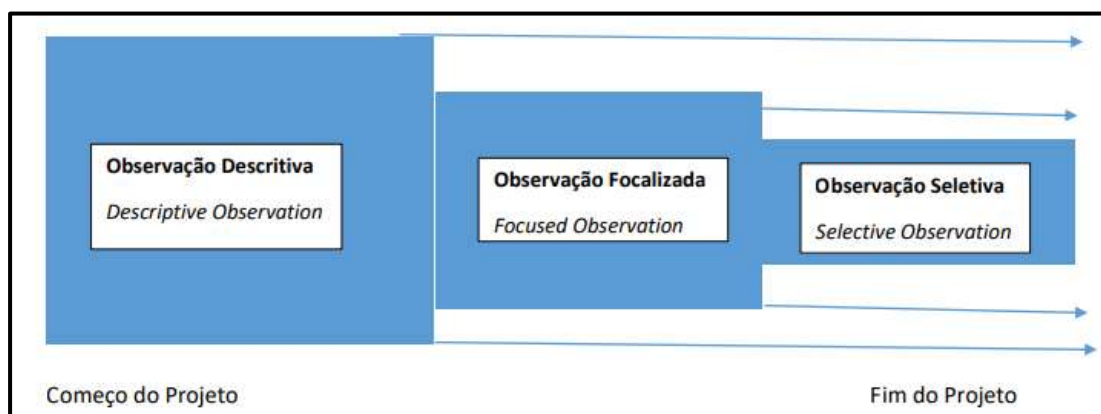 Observação Descritiva
Descriptive Observation
Observação Focalizada
Focused Observation
Observação Seletiva
Selective Observation
Começo do Projeto
Fim do Projeto